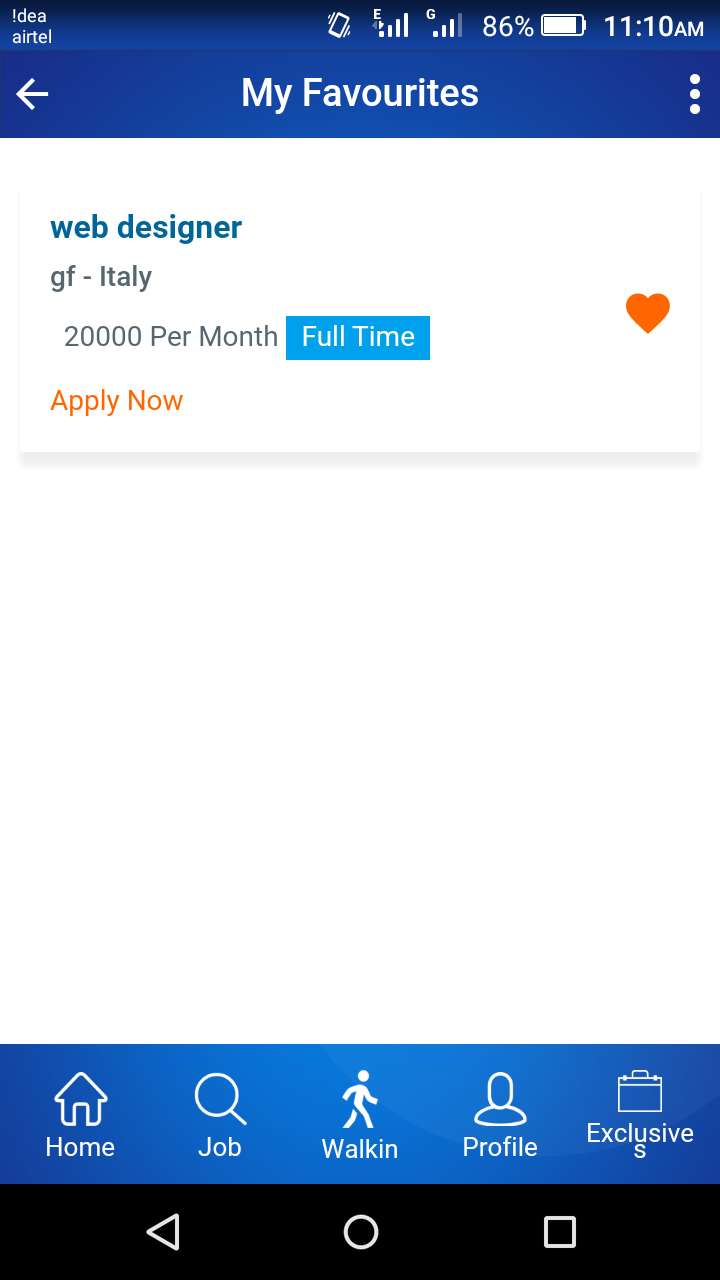 !dea
airtel
E
G
86%
11:10AM
My Favourites
web designer
gf - Italy
20000 Per Month
Full Time
Apply Now
Home
Job
Walkin
Profile
Exclusive
s